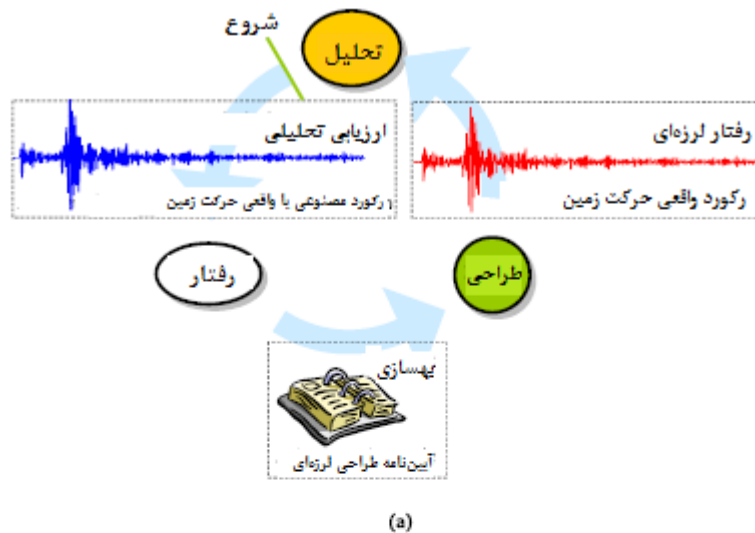 شروع
تحلیل
ارزیابی تحلیلی
رکورد مصنوعی یا واقعی حرکت زمین
رفتار لرزه‌ای
رکورد واقعی حرکت زمین
رفتار
طراحی
بهسازی
آیین‌نامه طراحی لرزه‌ای
(a)